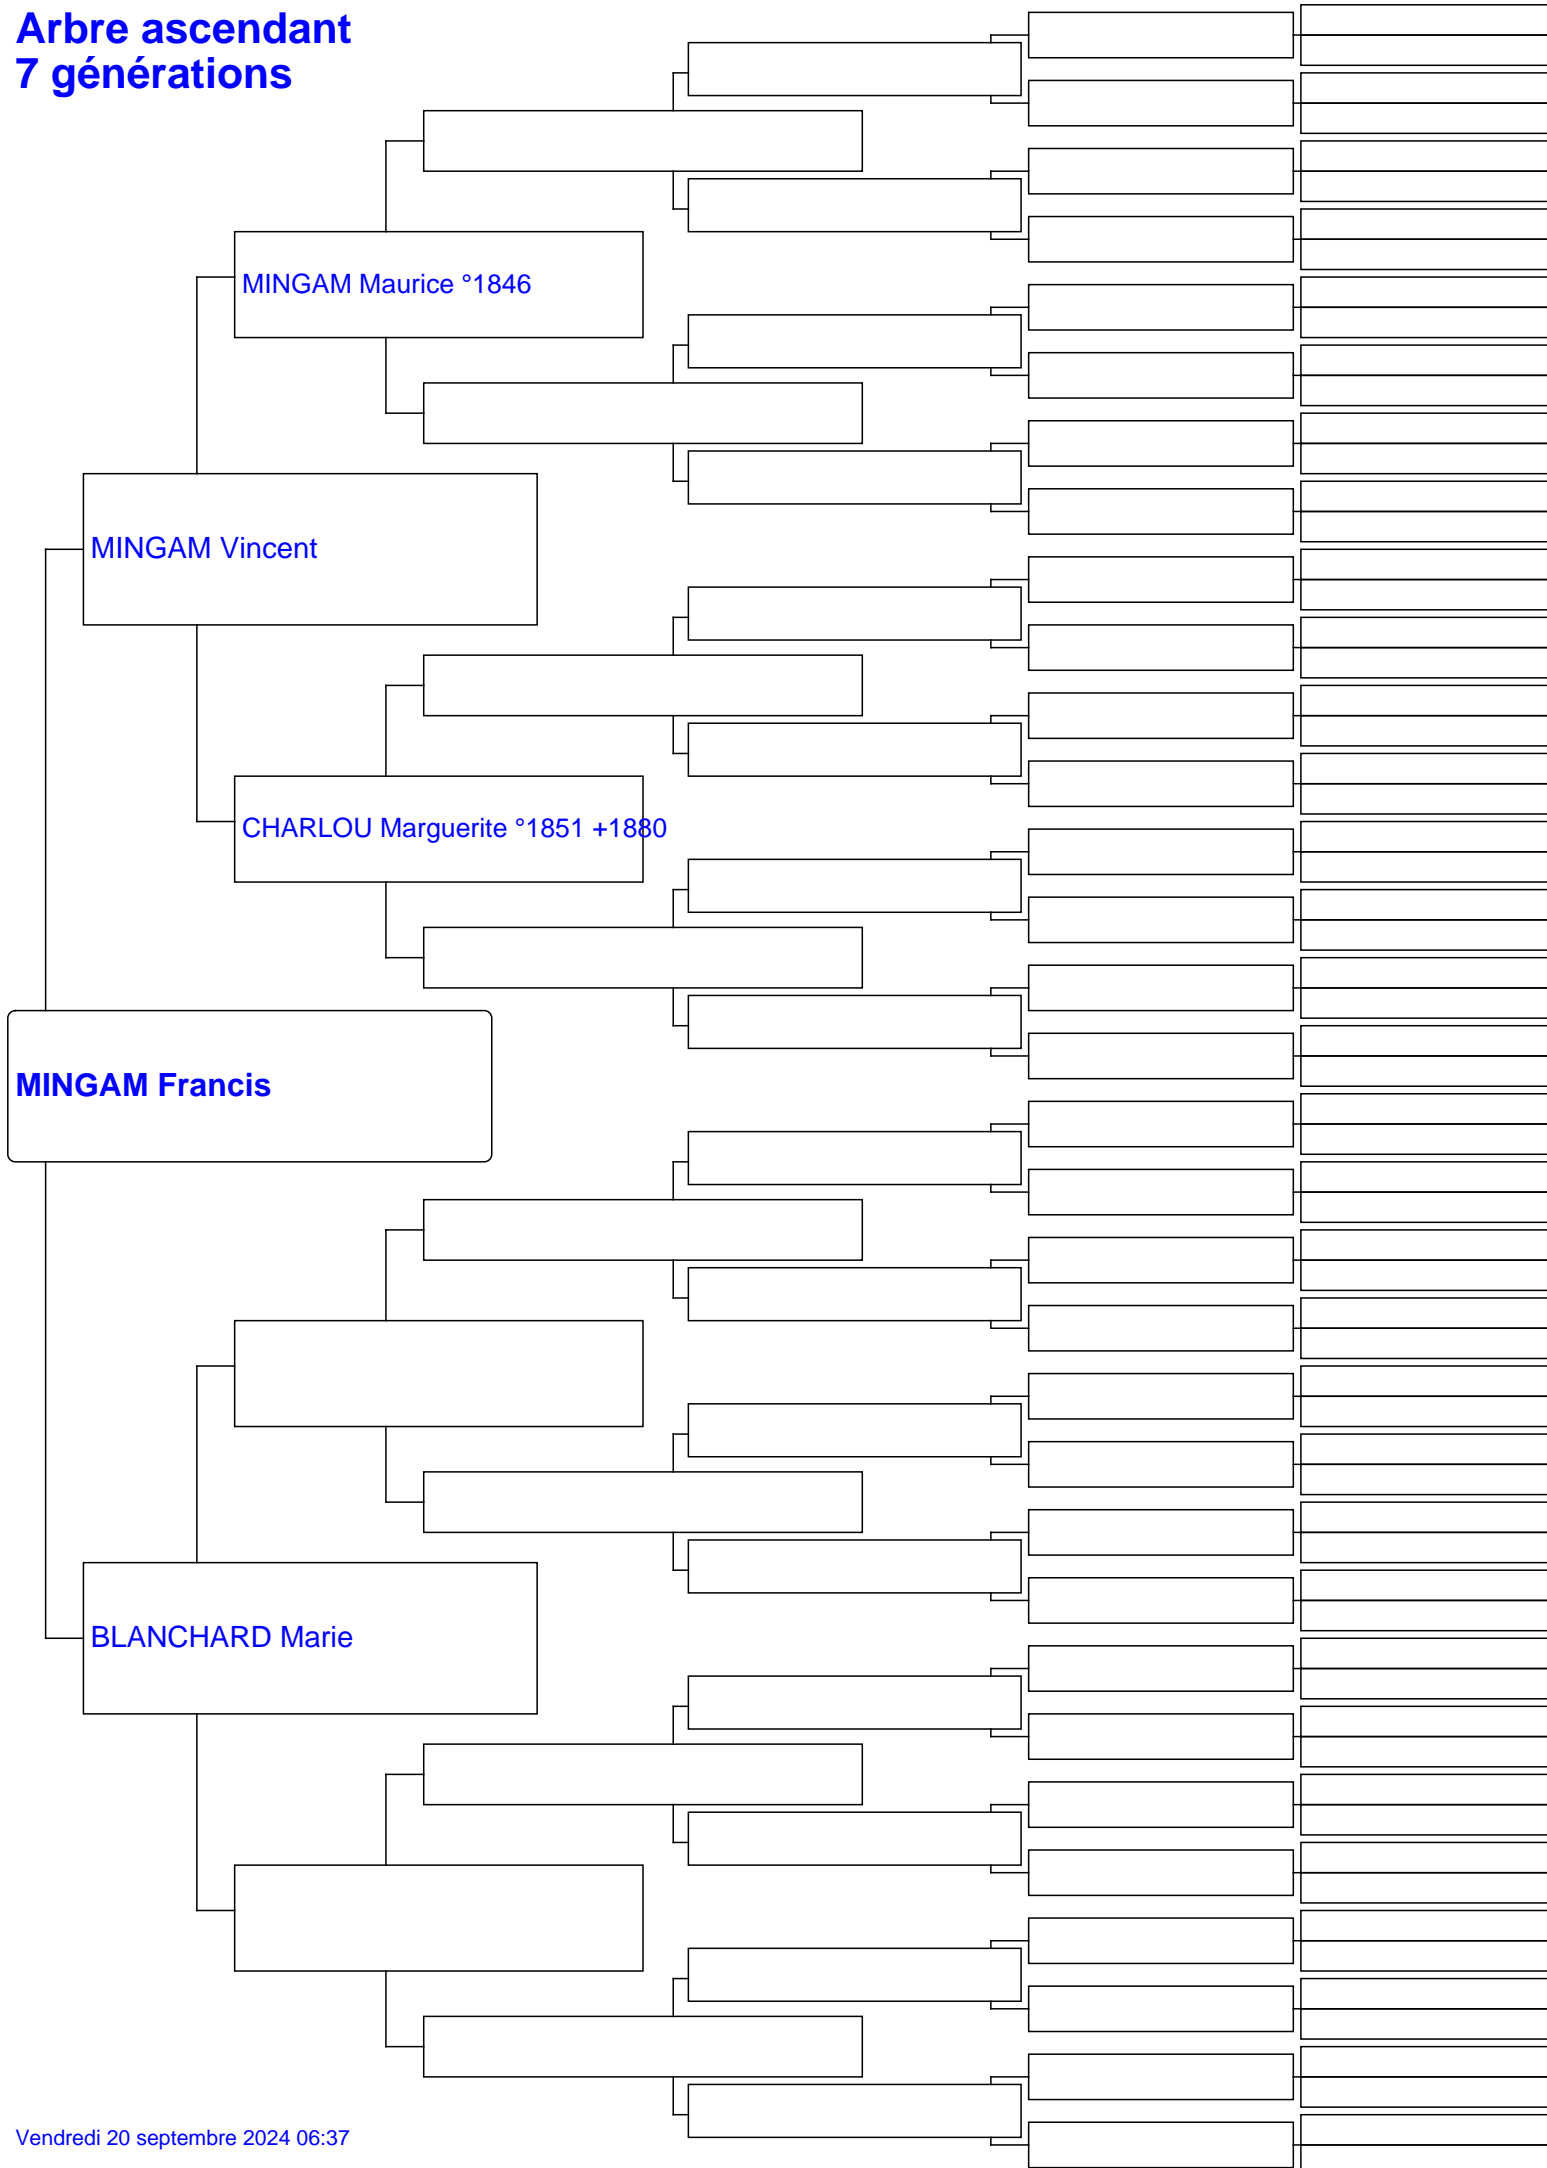 Arbre ascendant
7 générations
MINGAM Maurice °1846
MINGAM Vincent
CHARLOU Marguerite °1851 +1880
MINGAM Francis
BLANCHARD Marie
Vendredi 20 septembre 2024 06:37